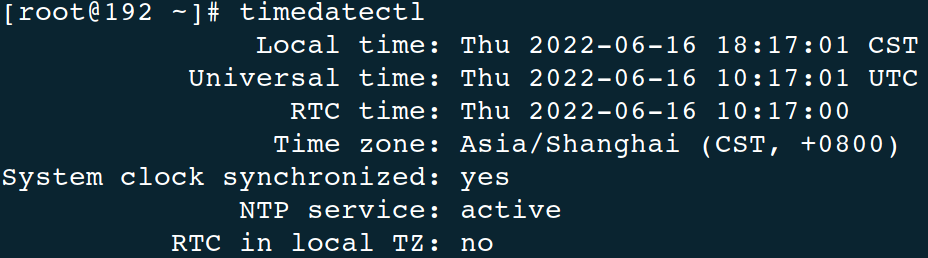 [root@192 ~]# timedatectl
Local time: Thu 2022-06-16 18:17:01 CST
Universal time: Thu 2022-06-16 10:17:01 UTC
RTC time: Thu 2022-06-16 10:17:00
Time zone: Asia/Shanghai (CST, +0800)
System clock synchronized: yes
NTP service: active
RTC in local TZ: no